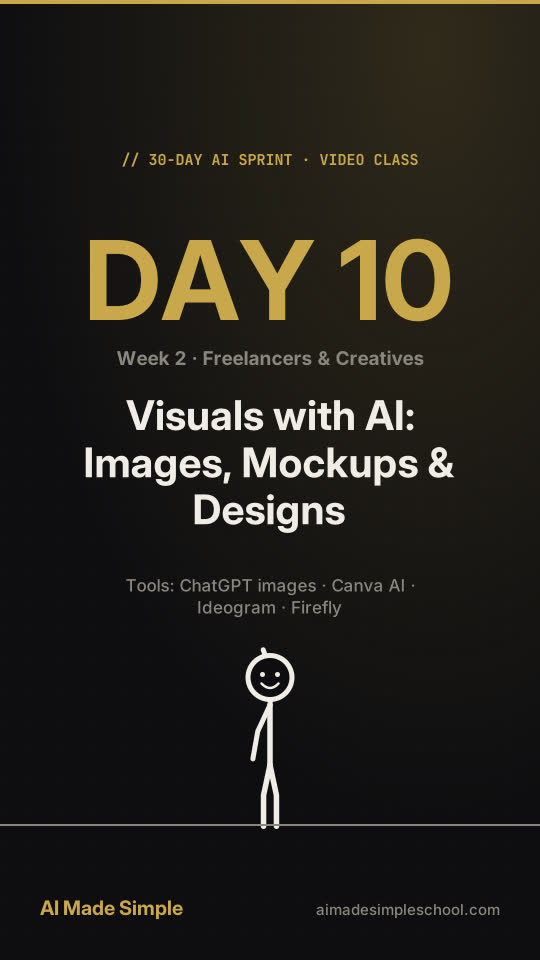 // 30-DAY AI SPRINT · VIDEO CLASS
DAY 10
Week 2 · Freelancers & Creatives
Visuals with AI:
Images, Mockups &
Designs
Tools: ChatGPT images · Canva AI ·
Ideogram · Firefly
AI Made Simple
aimadesimpleschool.com